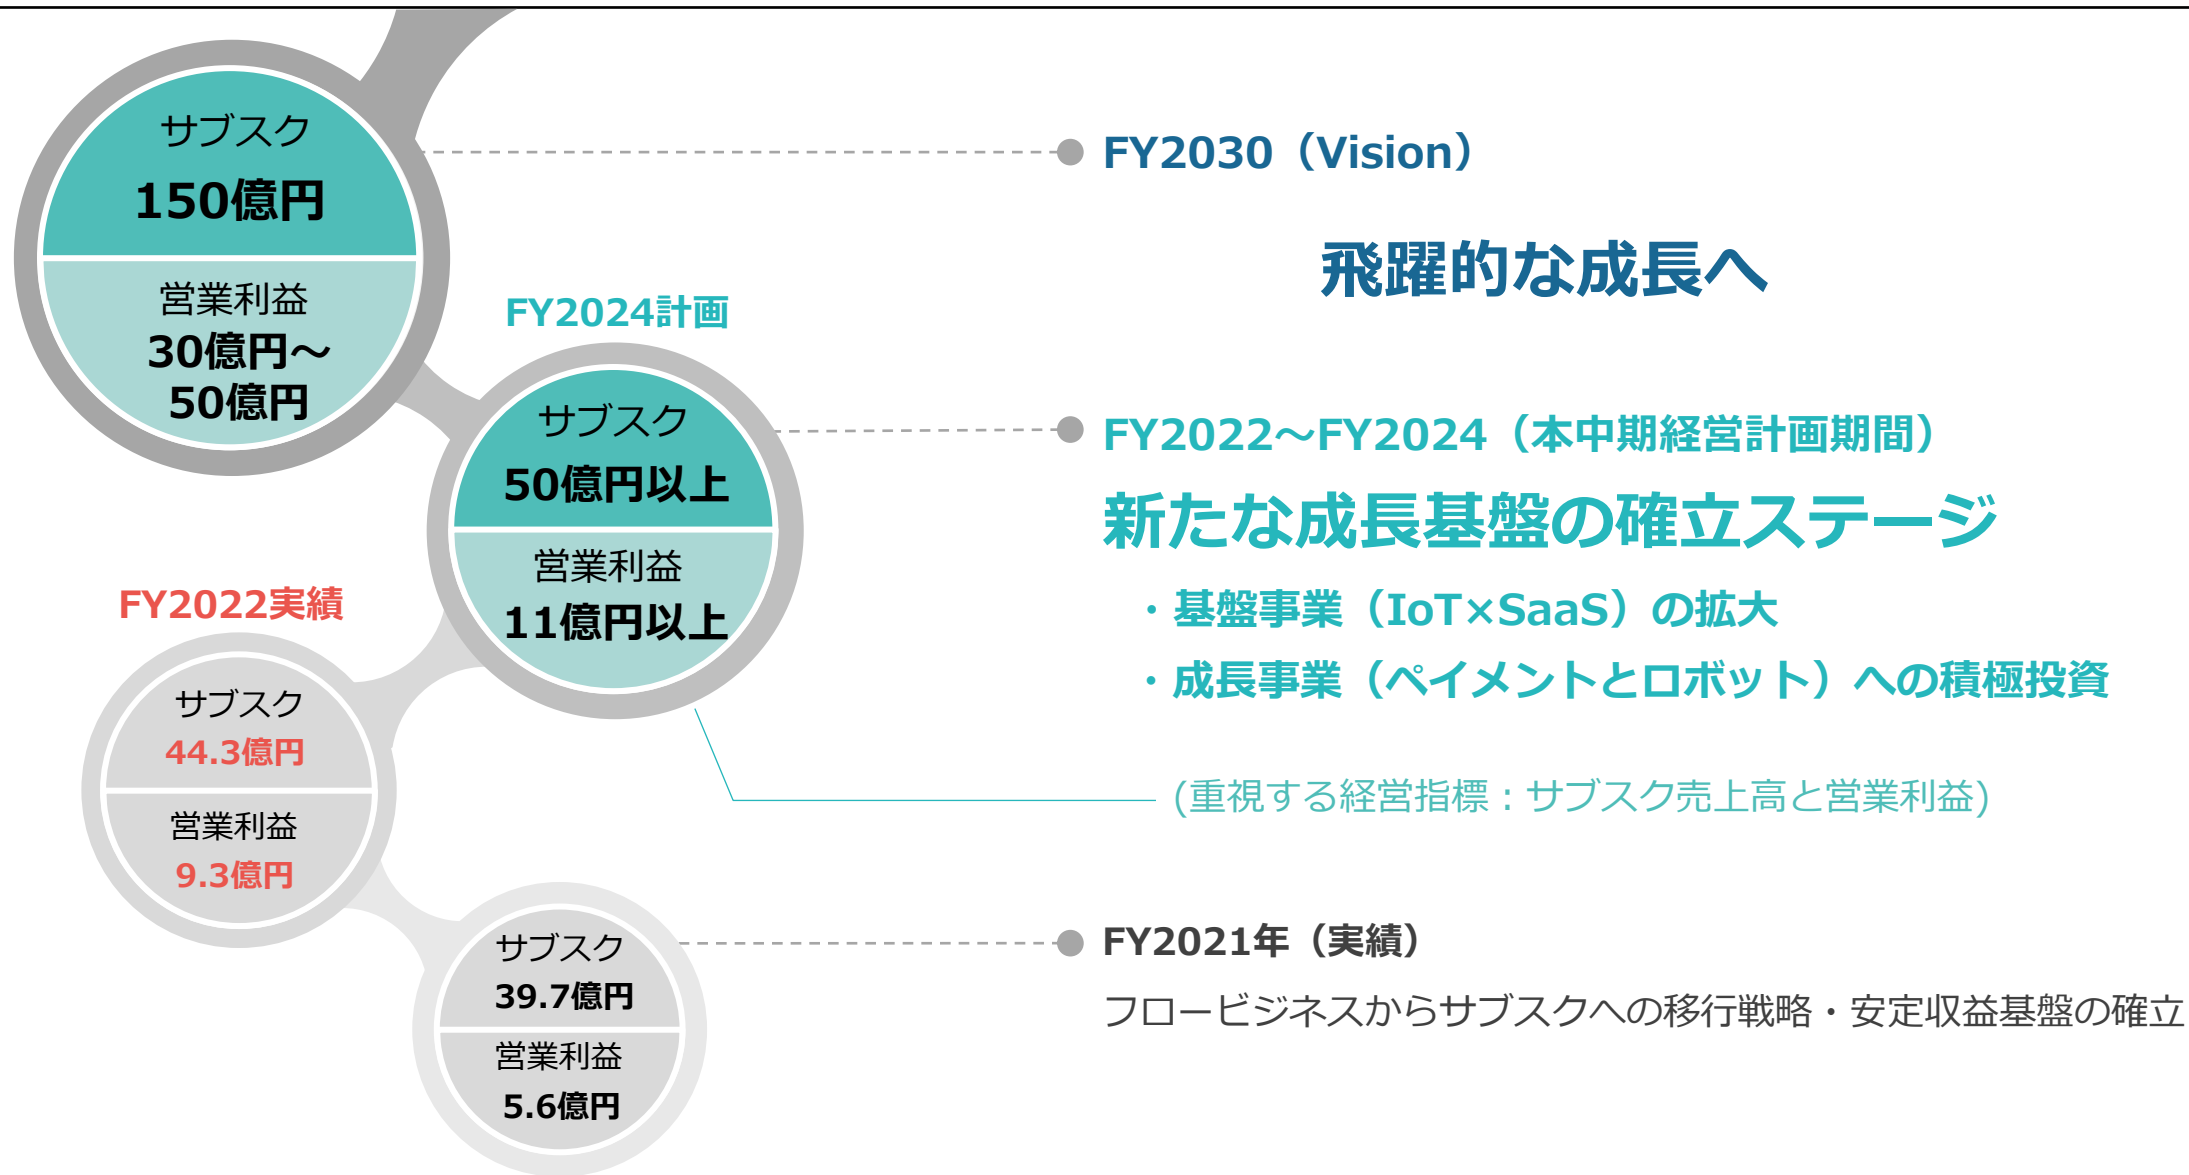 サブスク
150億円
営業利益
30億円～
50億円
FY2030（Vision）
飛躍的な成長へ
FY2024計画
サブスク
50億円以上
営業利益
11億円以上
FY2022～FY2024（本中期経営計画期間）
新たな成長基盤の確立ステージ
・基盤事業（IoT×SaaS）の拡大
・成長事業（ペイメントとロボット）への積極投資
(重視する経営指標：サブスク売上高と営業利益)
FY2022実績
サブスク
44.3億円
営業利益
9.3億円
サブスク
39.7億円
営業利益
5.6億円
FY2021年（実績）
フロービジネスからサブスクへの移行戦略・安定収益基盤の確立